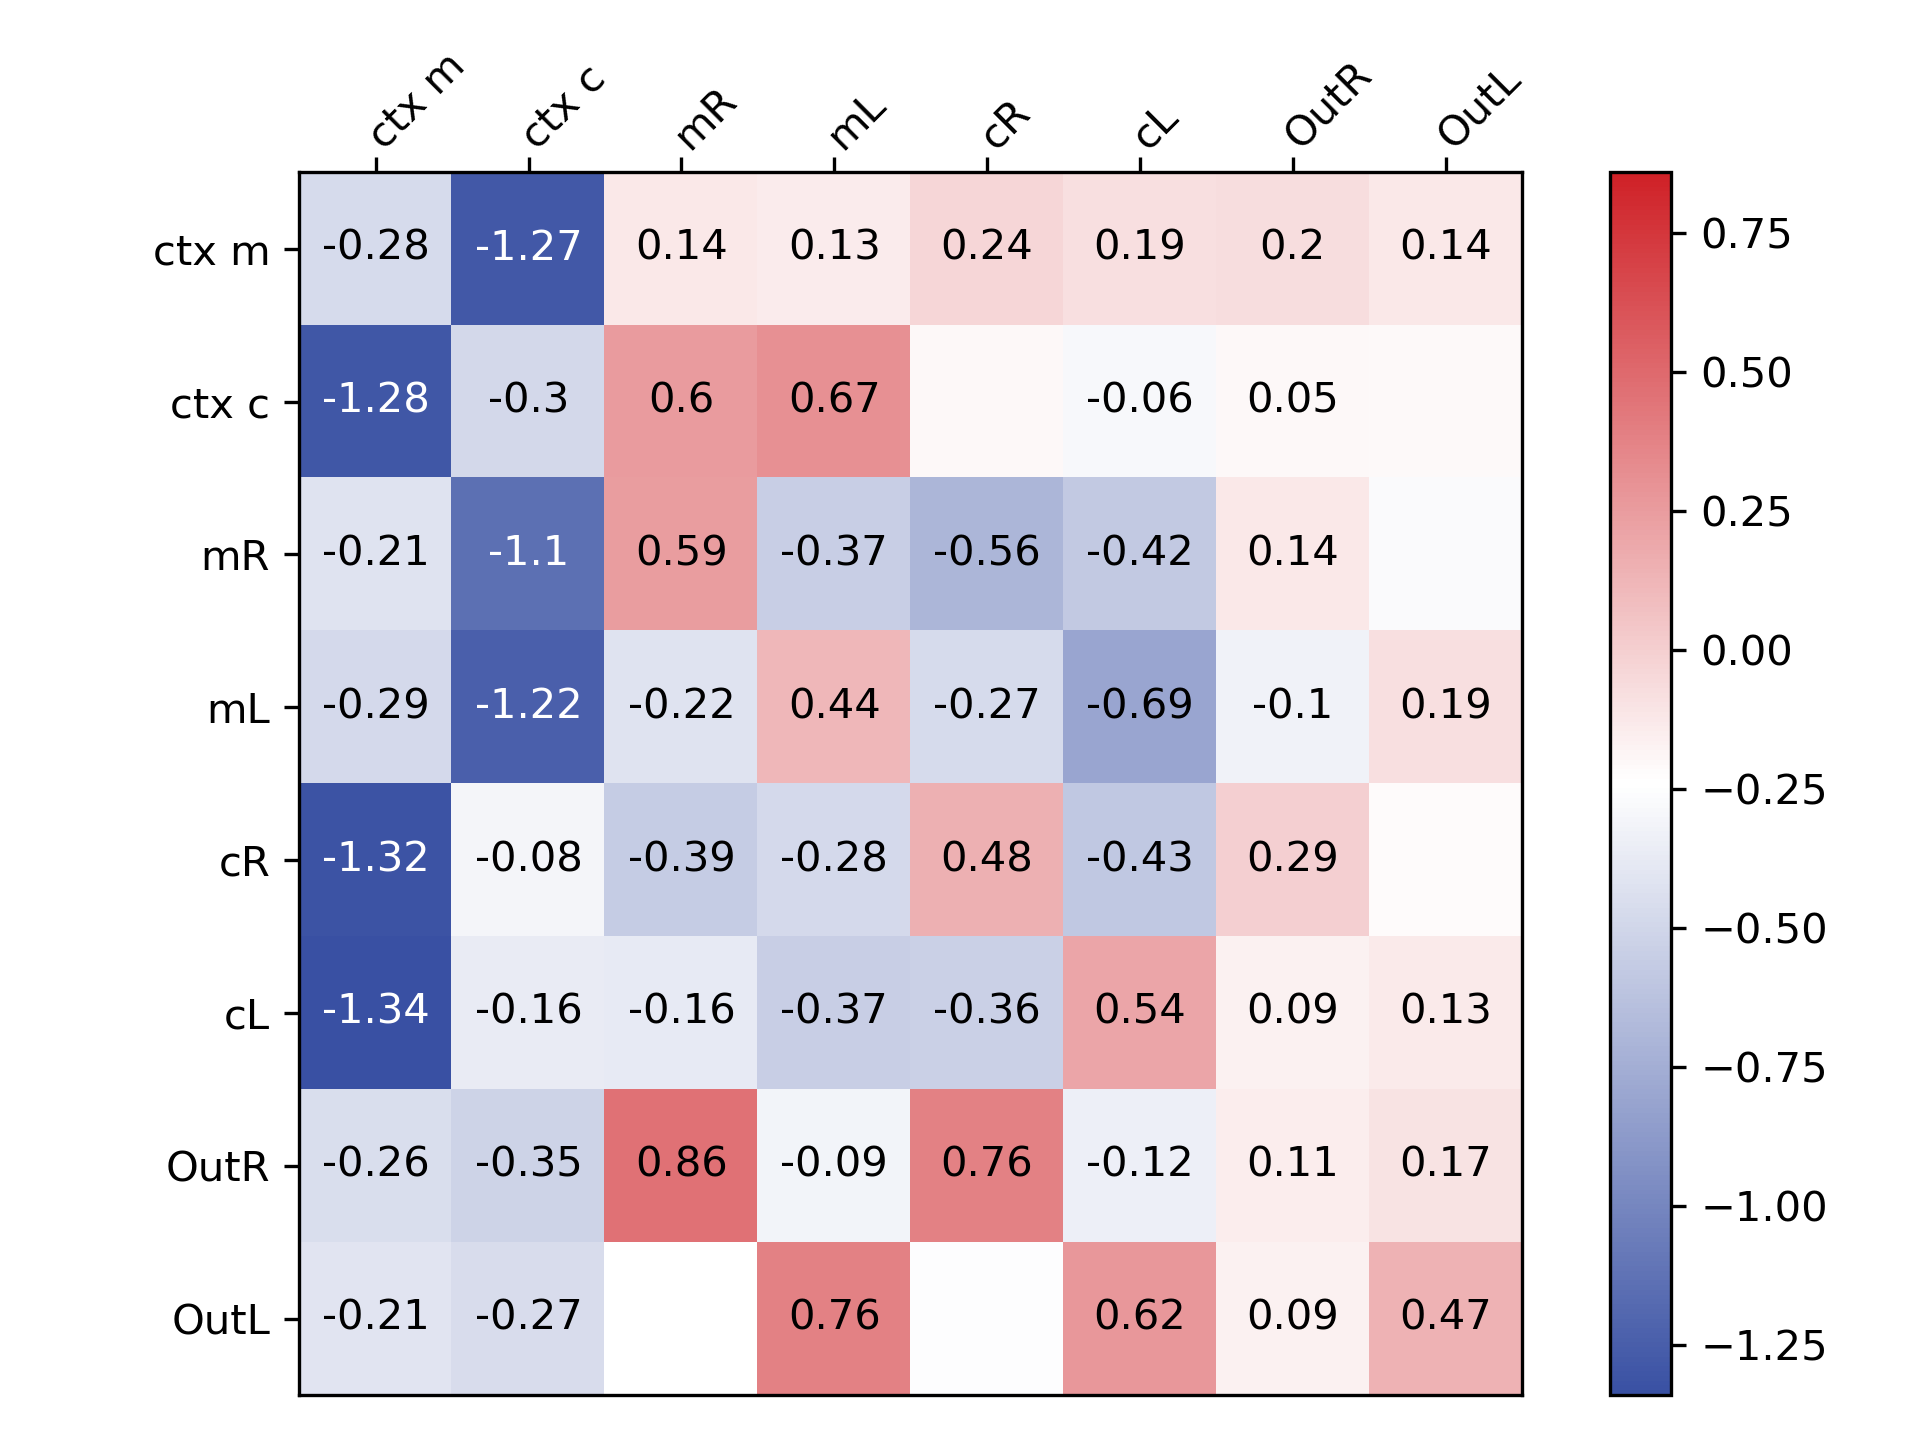 ctx m ctx c mR mL cR cL OutR OutL
ctx m -0.28 -1.27 0.14 0.13 0.24 0.19 0.2 0.14
ctx c -1.28 -0.3 0.6 0.67 -0.06 0.05
mR -0.21 -1.1 0.59 -0.37 -0.56 -0.42 0.14
mL -0.29 -1.22 -0.22 0.44 -0.27 -0.69 -0.1 0.19
cR -1.32 -0.08 -0.39 -0.28 0.48 -0.43 0.29
cL -1.34 -0.16 -0.16 -0.37 -0.36 0.54 0.09 0.13
OutR -0.26 -0.35 0.86 -0.09 0.76 -0.12 0.11 0.17
OutL -0.21 -0.27 0.76 0.62 0.09 0.47
0.75
0.50
0.25
0.00
−0.25
−0.50
−0.75
−1.00
−1.25